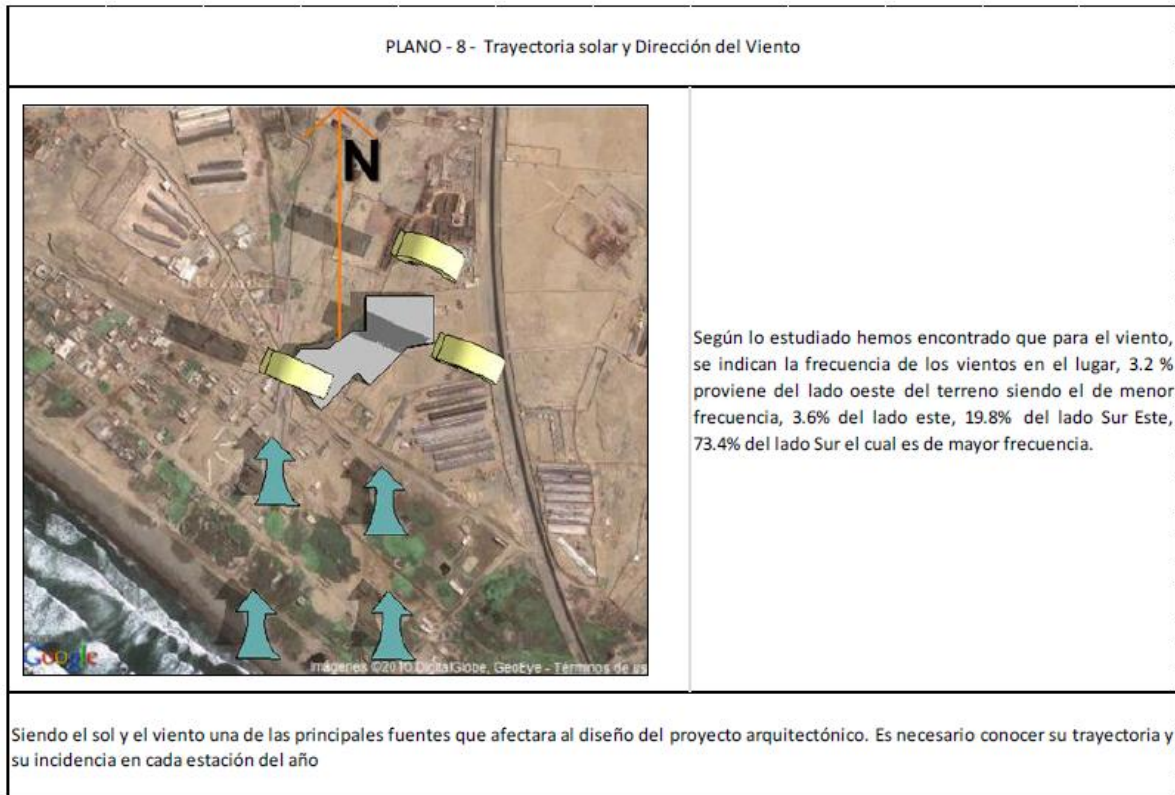 PLANO - 8 - Trayectoria solar y Dirección del Viento
N
Google
Imágenes ©2010 DigitalGlobe, GeoEye - Términos de us
Según lo estudiado hemos encontrado que para el viento,
se indican la frecuencia de los vientos en el lugar, 3.2 %
proviene del lado oeste del terreno siendo el de menor
frecuencia, 3.6% del lado este, 19.8% del lado Sur Este,
73.4% del lado Sur el cual es de mayor frecuencia.
Siendo el sol y el viento una de las principales fuentes que afectara al diseño del proyecto arquitectónico. Es necesario conocer su trayectoria y
su incidencia en cada estación del año